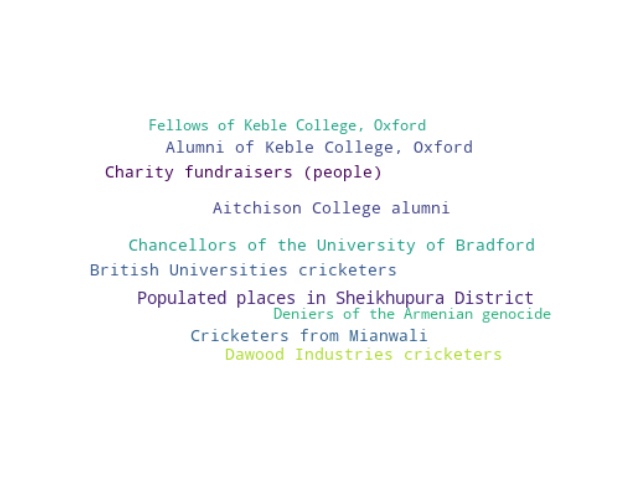 Fellows of Keble College, Oxford
Alumni of Keble College, Oxford
Charity fundraisers (people)
Aitchison College alumni
Chancellors of the University of Bradford
British Universities cricketers
Populated places in Sheikhupura District
Deniers of the Armenian genocide
Cricketers from Mianwali
Dawood Industries cricketers